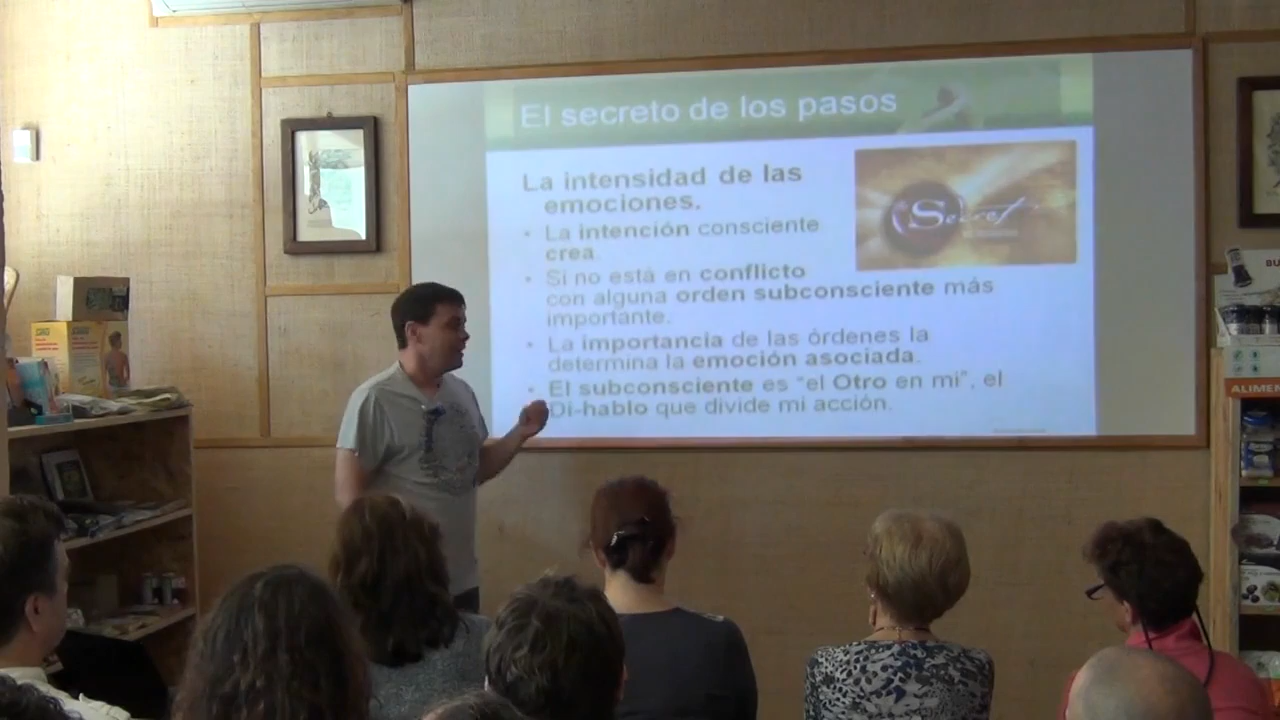 El secreto de los pasos
La intensidad de las
emociones.
Secret
• La intención consciente
crea.
• Si no está en conflicto
con alguna orden subconsciente más
importante.
• La importancia de las órdenes la
determina la emoción asociada.
• El subconsciente es "el Otro en mi", el
Di-hablo que divide mi acción.
BU
ALIMEN